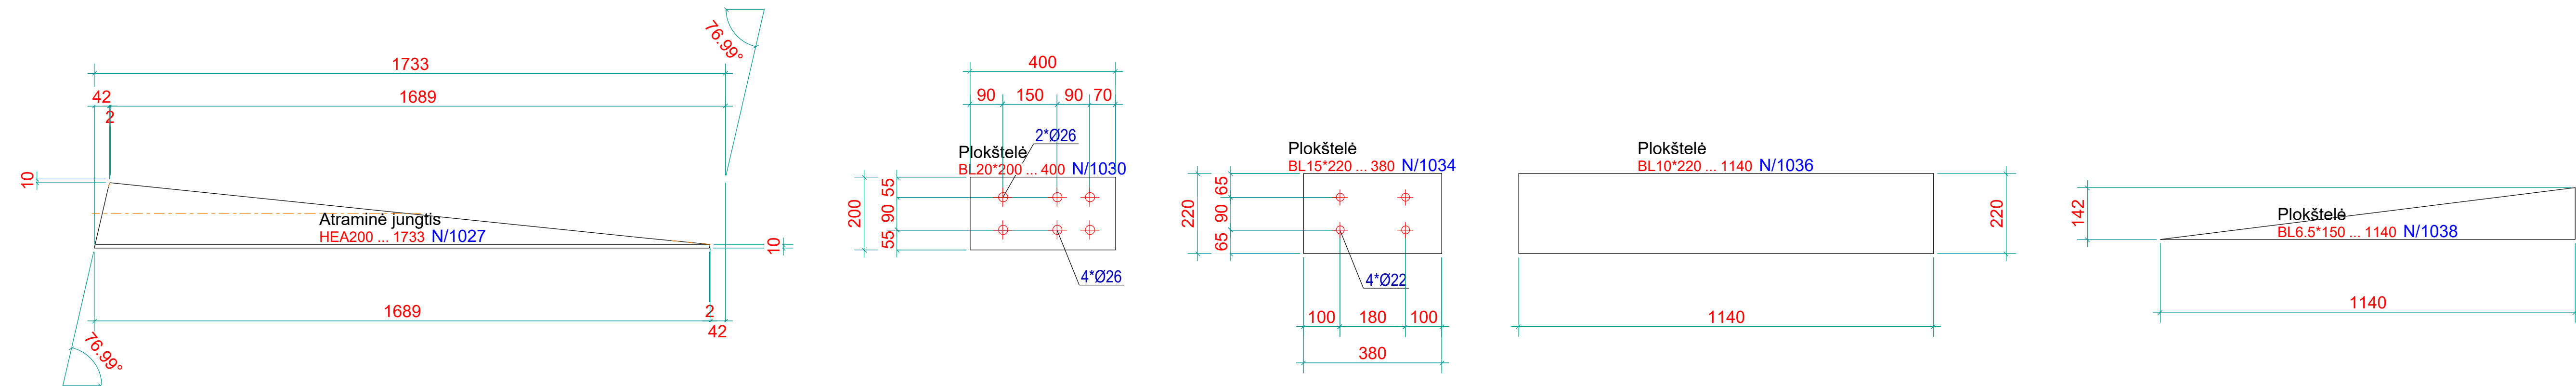 76.99°
1733
42
1689
2
10
Atraminė jungtis
HEA200 ... 1733 N/1027
10
1689
2
42
76.99°
400
90 150 90 70
2*Ø26
Plokštelė
BL20*200 ... 400 N/1030
200
55
90
55
4*Ø26
Plokštelė
BL15*220 ... 380 N/1034
220
65
90
65
4*Ø22
100 180 100
380
Plokštelė
BL10*220 ... 1140 N/1036
220
1140
142
Plokštelė
BL6.5*150 ... 1140 N/1038
1140